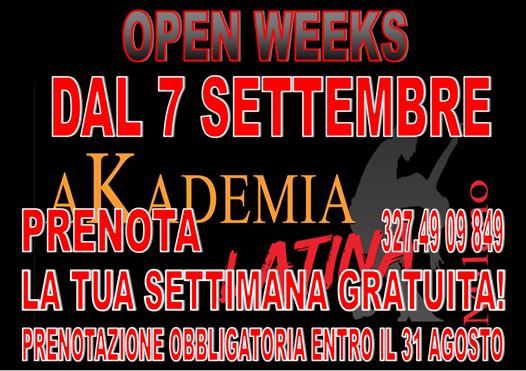 OPEN WEEKS
DAL 7 SETTEMBRE
AKADEMIA
PRENOTA 327.49 09 849
LATINA
LA TUA SETTIMANA GRATUITA!
PRENOTAZIONE OBBLIGATORIA ENTRO IL 31 AGOSTO